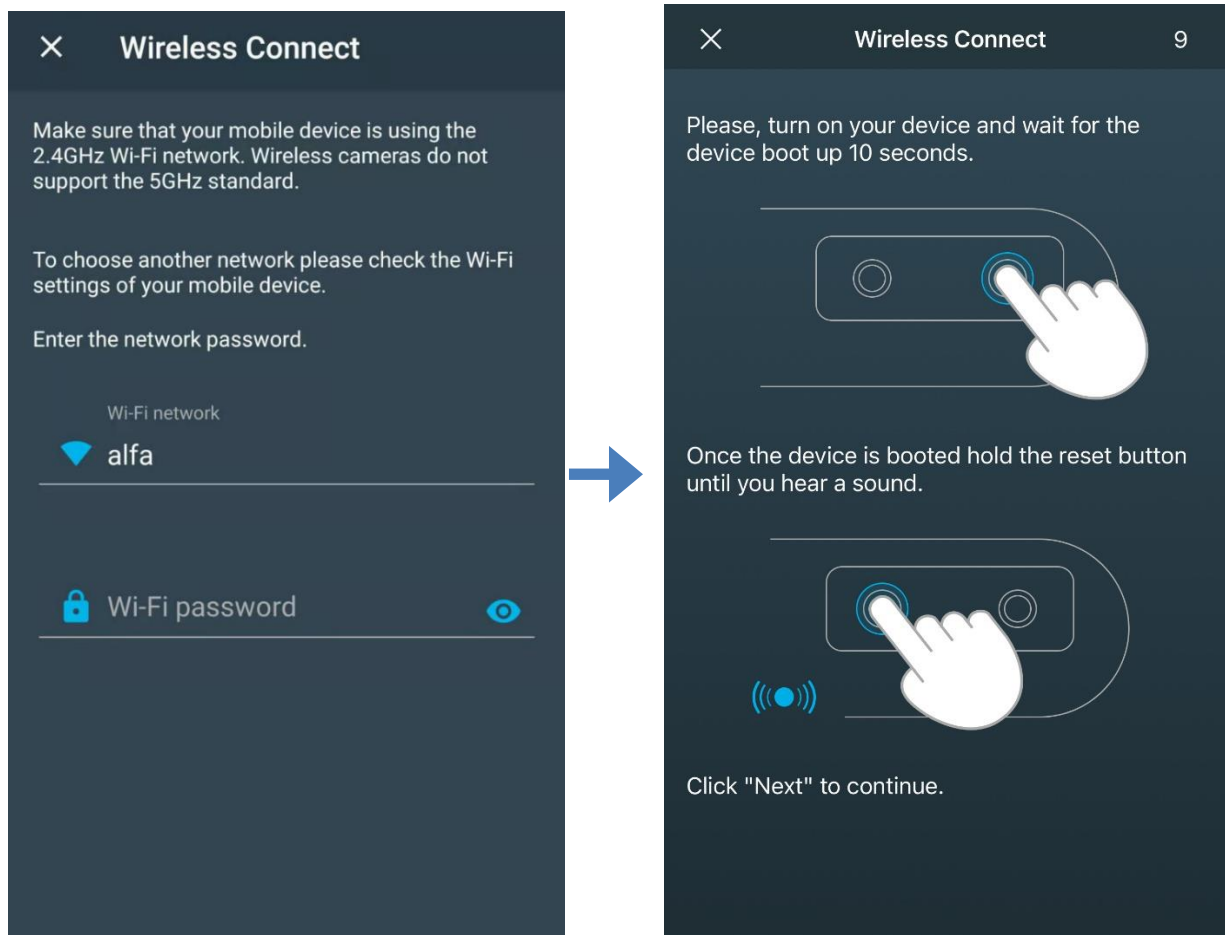 Wireless Connect
Make sure that your mobile device is using the
2.4GHz Wi-Fi network. Wireless cameras do not
support the 5GHz standard.
To choose another network please check the Wi-Fi
settings of your mobile device.
Enter the network password.
Wi-Fi network
alfa
Wi-Fi password
Wireless Connect 9
Please, turn on your device and wait for the
device boot up 10 seconds.
Once the device is booted hold the reset button
until you hear a sound.
Click "Next" to continue.